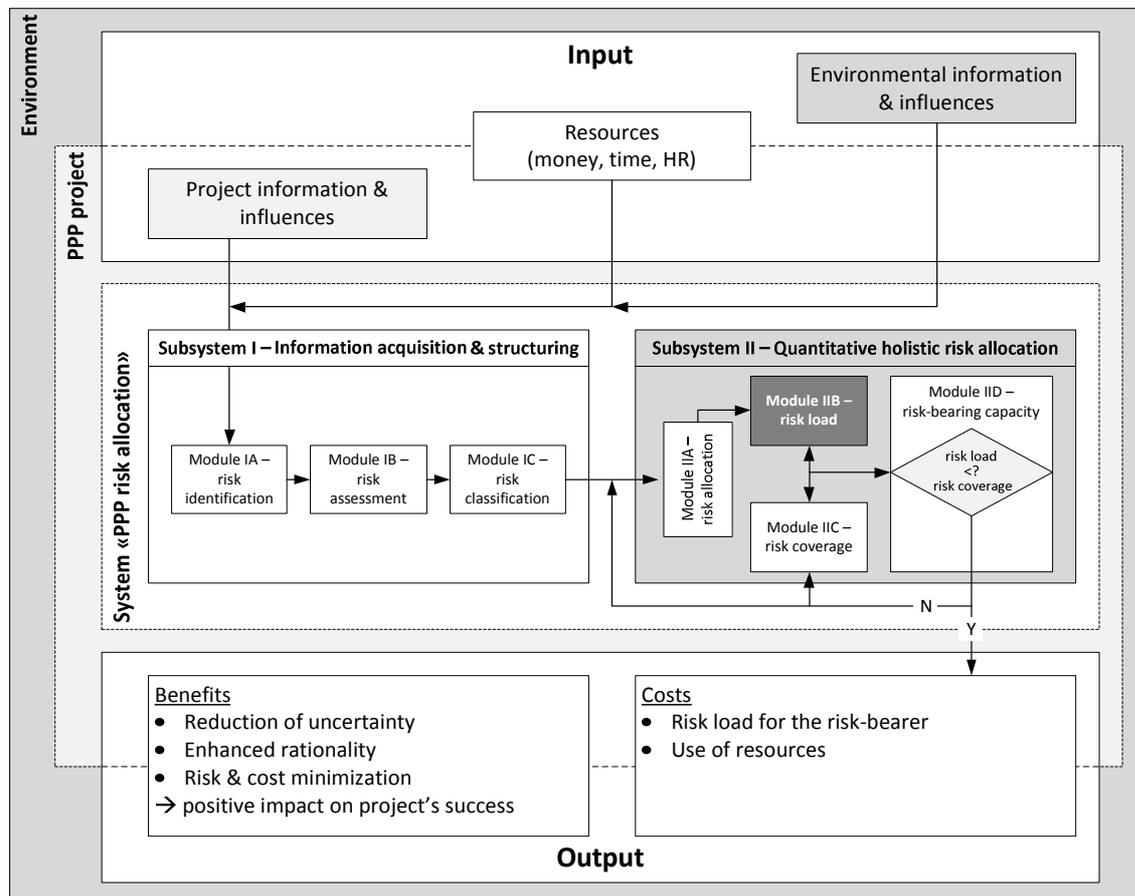 Environment
PPP project
Input
Environmental information
& influences
Resources
(money, time, HR)
Project information &
influences
System «PPP risk allocation»
Subsystem I – Information acquisition & structuring
Module IA –
risk
identification
Module IB –
risk
assessment
Module IC –
risk
classification
Subsystem II – Quantitative holistic risk allocation
Module IIA –
risk allocation
Module IIB –
risk load
Module IIC –
risk coverage
Module IID –
risk-bearing capacity
risk load
<?
risk coverage
N
Y
Benefits
• Reduction of uncertainty
• Enhanced rationality
• Risk & cost minimization
→ positive impact on project's success
Costs
• Risk load for the risk-bearer
• Use of resources
Output